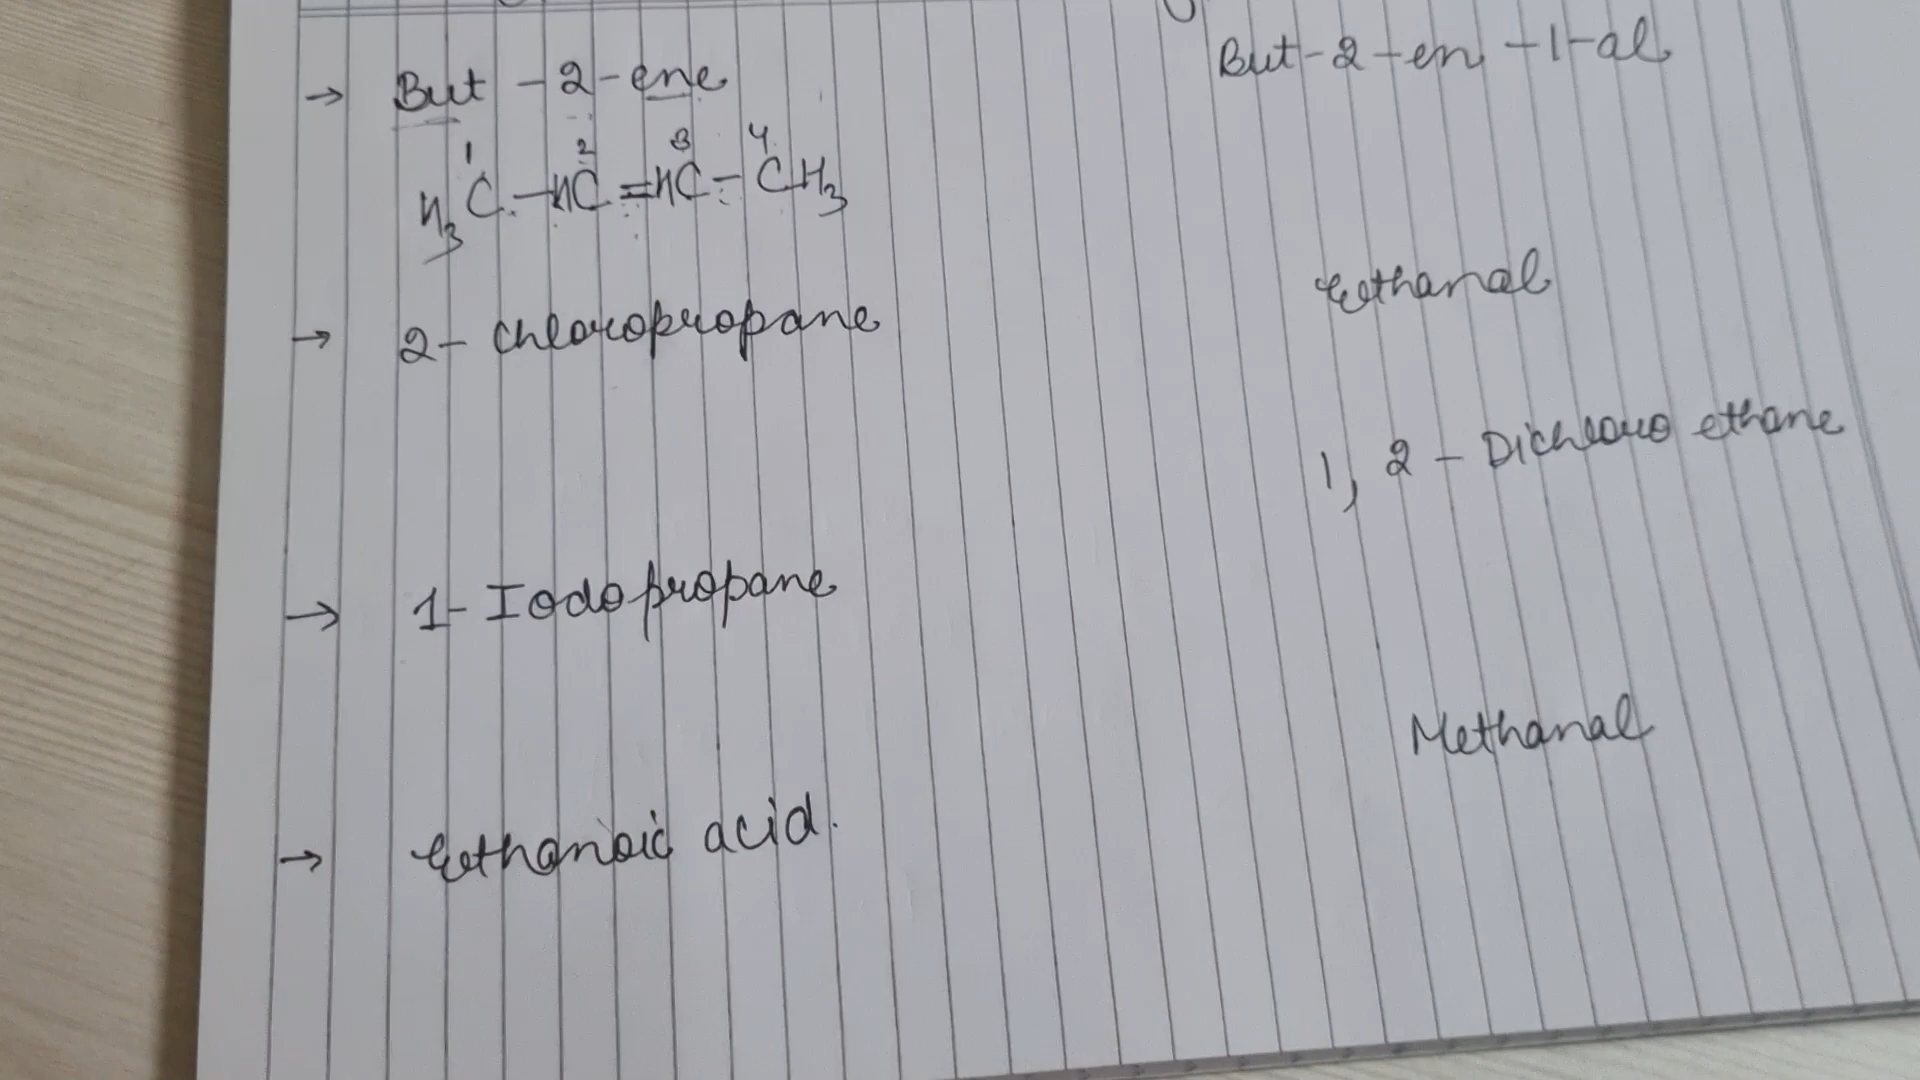 → But-2-ene
1 2 3 4
H₃C-HC=HC-CH₃
→ 2-chloropropane
→ 1-Iodopropane
→ Ethanoic acid.
But-2-en-1-al
Ethanal
1, 2-Dichloro ethane
Methanal